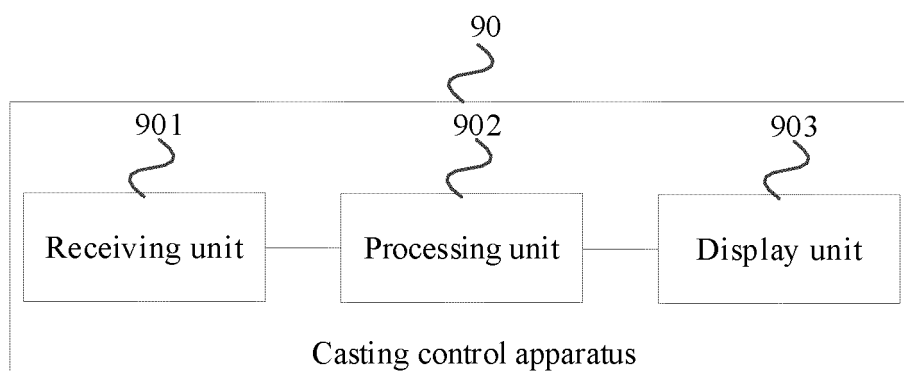 90
901 902 903
Receiving unit Processing unit Display unit
Casting control apparatus